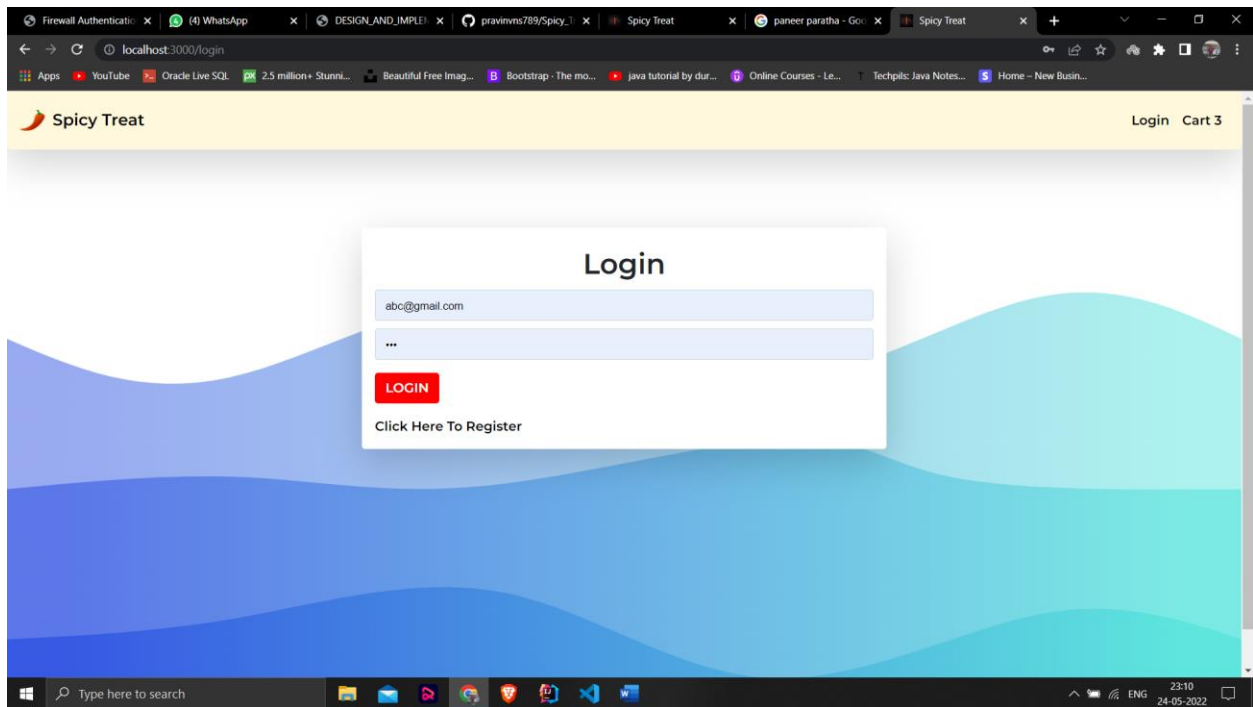 Firewall Authenticatio
(4) WhatsApp
DESIGN_AND_IMPLEN
pravinvns789/Spicy_T
Spicy Treat
paneer paratha - Goo
Spicy Treat
localhost:3000/login
Apps
YouTube
Oracle Live SQL
2.5 million+ Stunni...
Beautiful Free Imag...
Bootstrap · The mo...
java tutorial by dur...
Online Courses - Le...
Techpils: Java Notes...
Home – New Busin...
Spicy Treat
Login Cart 3
Login
abc@gmail.com
•••
LOGIN
Click Here To Register
Type here to search
ENG
23:10
24-05-2022